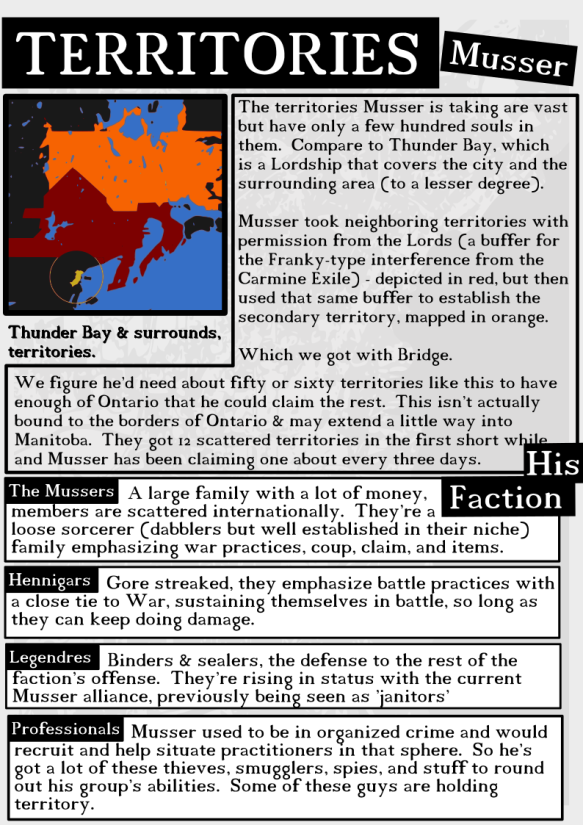 TERRITORIES
Musser
The territories Musser is taking are vast
but have only a few hundred souls in
them. Compare to Thunder Bay, which
is a Lordship that covers the city and the
surrounding area (to a lesser degree).
Musser took neighboring territories with
permission from the Lords (a buffer for
the Franky-type interference from the
Carmine Exile) - depicted in red, but then
used that same buffer to establish the
secondary territory, mapped in orange.
Which we got with Bridge.
Thunder Bay & surrounds,
territories.
We figure he'd need about fifty or sixty territories like this to have
enough of Ontario that he could claim the rest. This isn't actually
bound to the borders of Ontario & may extend a little way into
Manitoba. They got 12 scattered territories in the first short while
and Musser has been claiming one about every three days.
His
Faction
The Mussers A large family with a lot of money,
members are scattered internationally. They're a
loose sorcerer (dabblers but well established in their niche)
family emphasizing war practices, coup, claim, and items.
Hennigars Gore streaked, they emphasize battle practices with
a close tie to War, sustaining themselves in battle, so long as
they can keep doing damage.
Legendres Binders & sealers, the defense to the rest of the
faction's offense. They're rising in status with the current
Musser alliance, previously being seen as 'janitors'
Professionals Musser used to be in organized crime and would
recruit and help situate practitioners in that sphere. So he's
got a lot of these thieves, smugglers, spies, and stuff to round
out his group's abilities. Some of these guys are holding
territory.